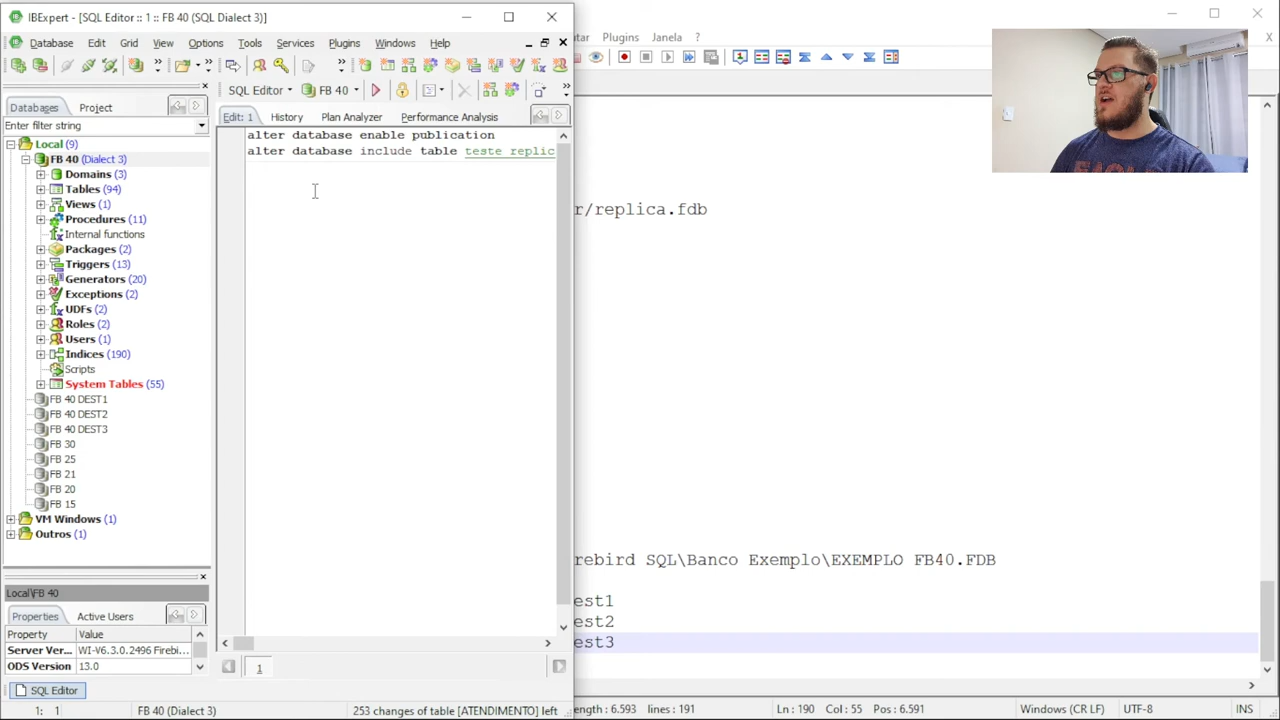 IBExpert - [SQL Editor :: 1 : FB 40 (SQL Dialect 3)]
Database Edit Grid View Options Tools Services Plugins Windows Help
SQL Editor FB 40
Databases Project
Enter filter string
Local (9)
FB 40 (Dialect 3)
Domains (3)
Tables (94)
Views (1)
Procedures (11)
Internal functions
Packages (2)
Triggers (13)
Generators (20)
Exceptions (2)
UDFs (2)
Roles (2)
Users (1)
Indices (190)
Scripts
System Tables (55)
FB 40 DEST1
FB 40 DEST2
FB 40 DEST3
FB 30
FB 25
FB 21
FB 20
FB 15
VM Windows (1)
Outros (1)
Local\FB 40
Properties Active Users
Property Value
Server Ver... WI-V6.3.0.2496 Firebi...
ODS Version 13.0
SQL Editor
Edit: 1 History Plan Analyzer Performance Analysis
alter database enable publication
alter database include table teste replic
1
1: 1 FB 40 (Dialect 3) 253 changes of table [ATENDIMENTO] left
tar Plugins Janela ?
r/replica.fdb
rebird SQL\Banco Exemplo\EXEMPLO FB40.FDB
est1
est2
est3
ength : 6.593 lines : 191 Ln : 190 Col : 55 Pos : 6.591 Windows (CR LF) UTF-8 INS